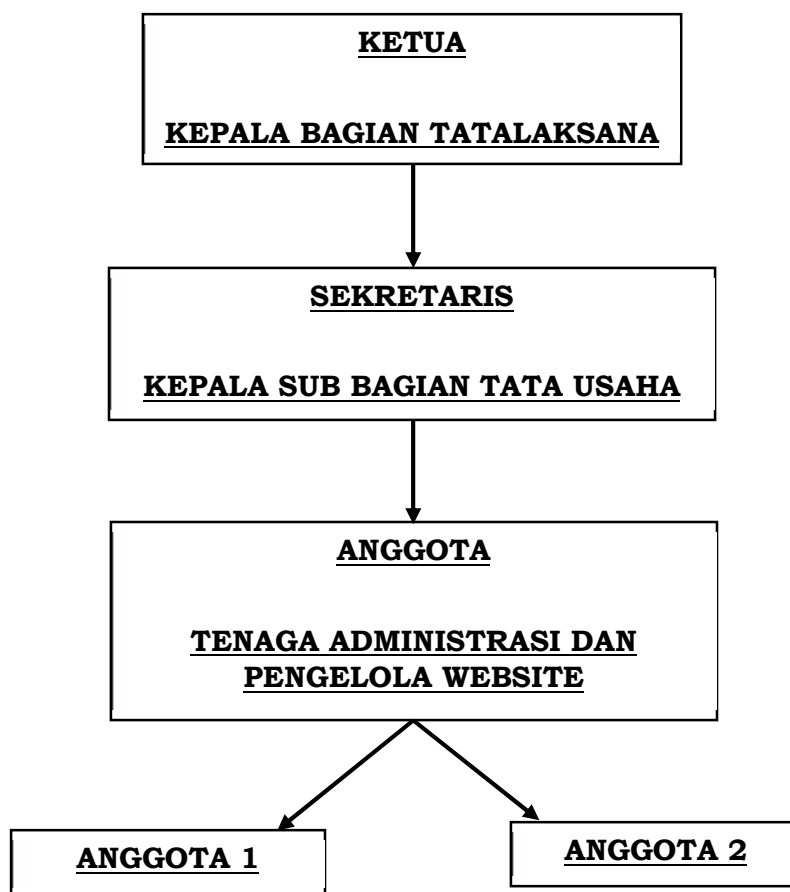 KETUA
KEPALA BAGIAN TATALAKSANA
SEKRETARIS
KEPALA SUB BAGIAN TATA USAHA
ANGGOTA
TENAGA ADMINISTRASI DAN
PENGELOLA WEBSITE
ANGGOTA 1
ANGGOTA 2